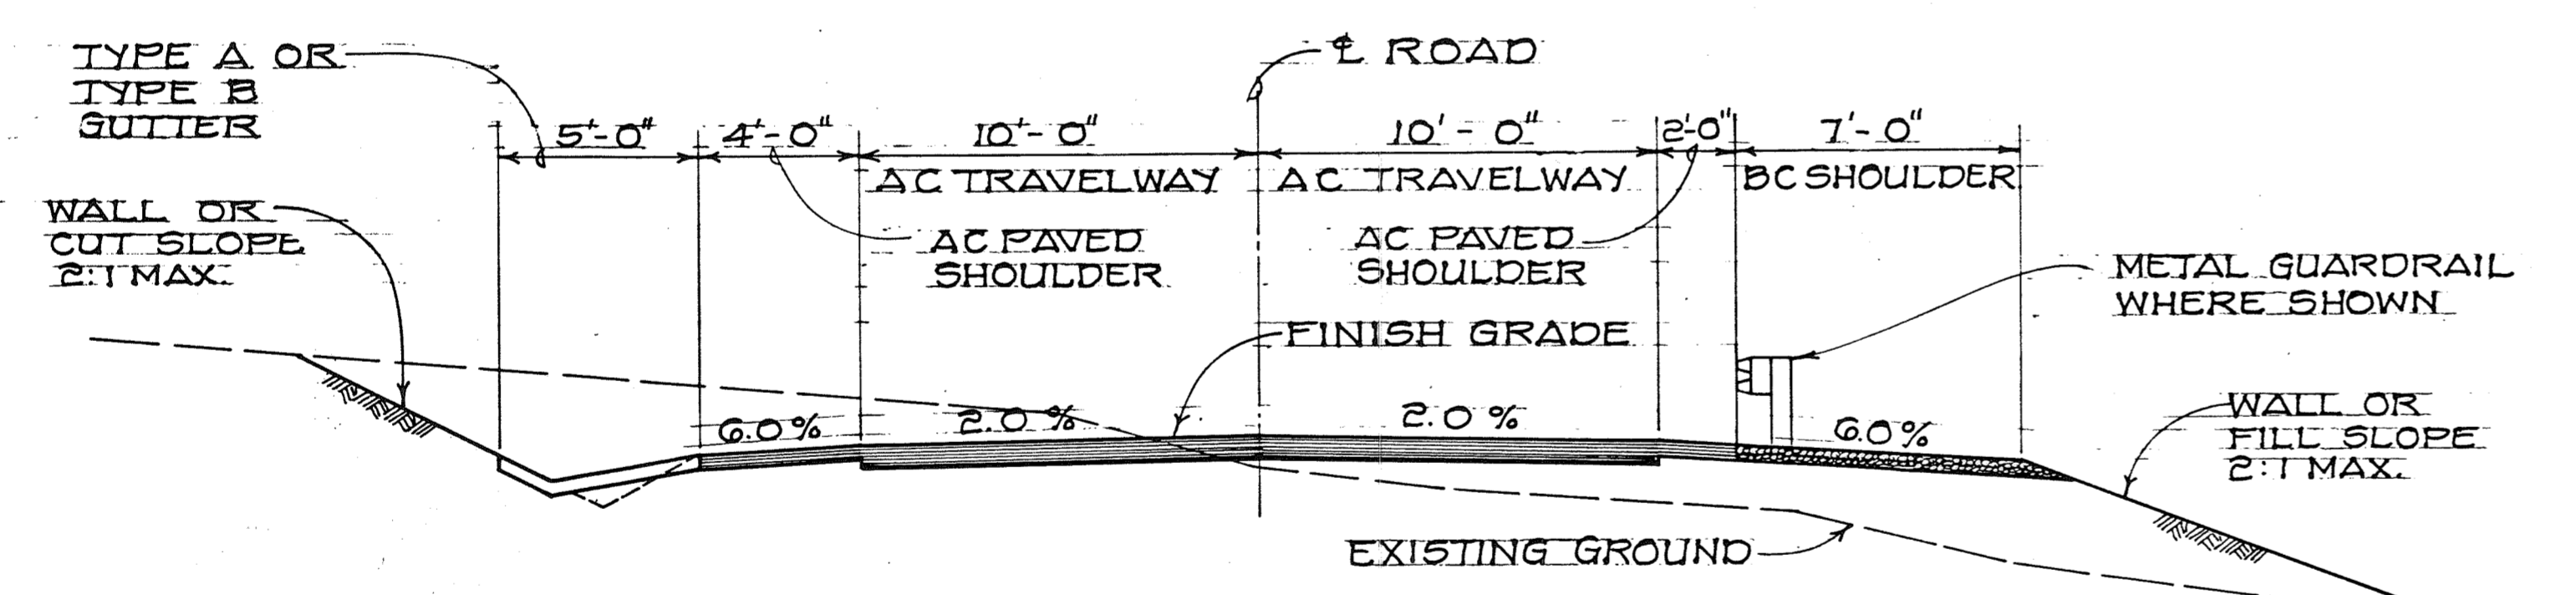 TYPE A OR
TYPE B
GUTTER
℄ ROAD
5'-0"
4'-0"
10'-0"
10'-0"
2'-0"
7'-0"
AC TRAVELWAY
AC TRAVELWAY
BC SHOULDER
WALL OR
CUT SLOPE
2:1 MAX.
AC PAVED
SHOULDER
AC PAVED
SHOULDER
METAL GUARDRAIL
WHERE SHOWN
FINISH GRADE
6.0%
2.0%
2.0%
6.0%
WALL OR
FILL SLOPE
2:1 MAX.
EXISTING GROUND